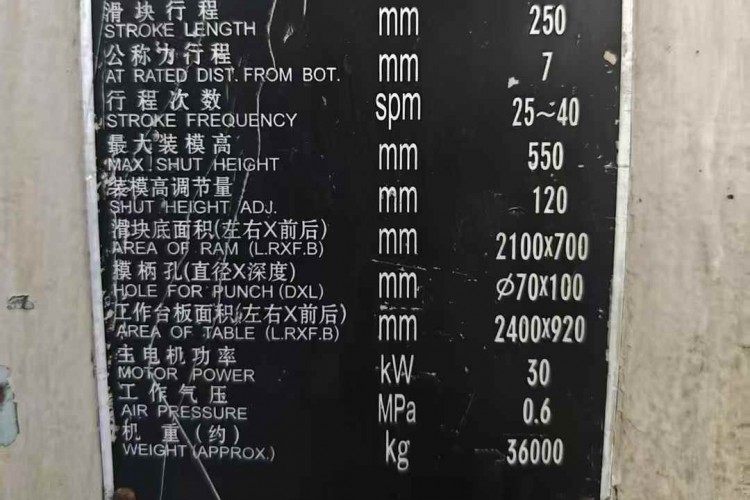 滑块行程 mm 250
STROKE LENGTH
公称力行程 mm 7
AT RATED DIST. FROM BOT.
行程次数 spm 25~40
STROKE FREQUENCY
最大装模高 mm 550
MAX.SHUT HEIGHT
装模高调节量 mm 120
SHUT HEIGHT ADJ.
滑块底面积(左右X前后) mm 2100X700
AREA OF RAM (L.RXF.B)
模柄孔(直径X深度) mm φ70X100
HOLE FOR PUNCH (DXL)
工作台板面积(左右X前后) mm 2400X920
AREA OF TABLE (L.RXF.B)
主电机功率 kW 30
MOTOR POWER
工作气压 MPa 0.6
AIR PRESSURE
机重(约) kg 36000
WEIGHT (APPROX.)